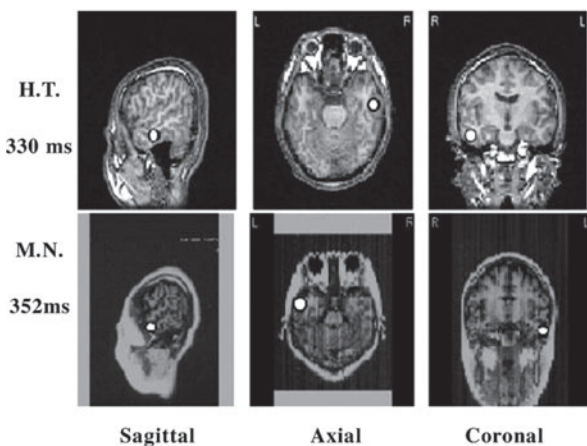 L R R L
H.T.
330 ms
L R R L
M.N.
352ms
Sagittal Axial Coronal